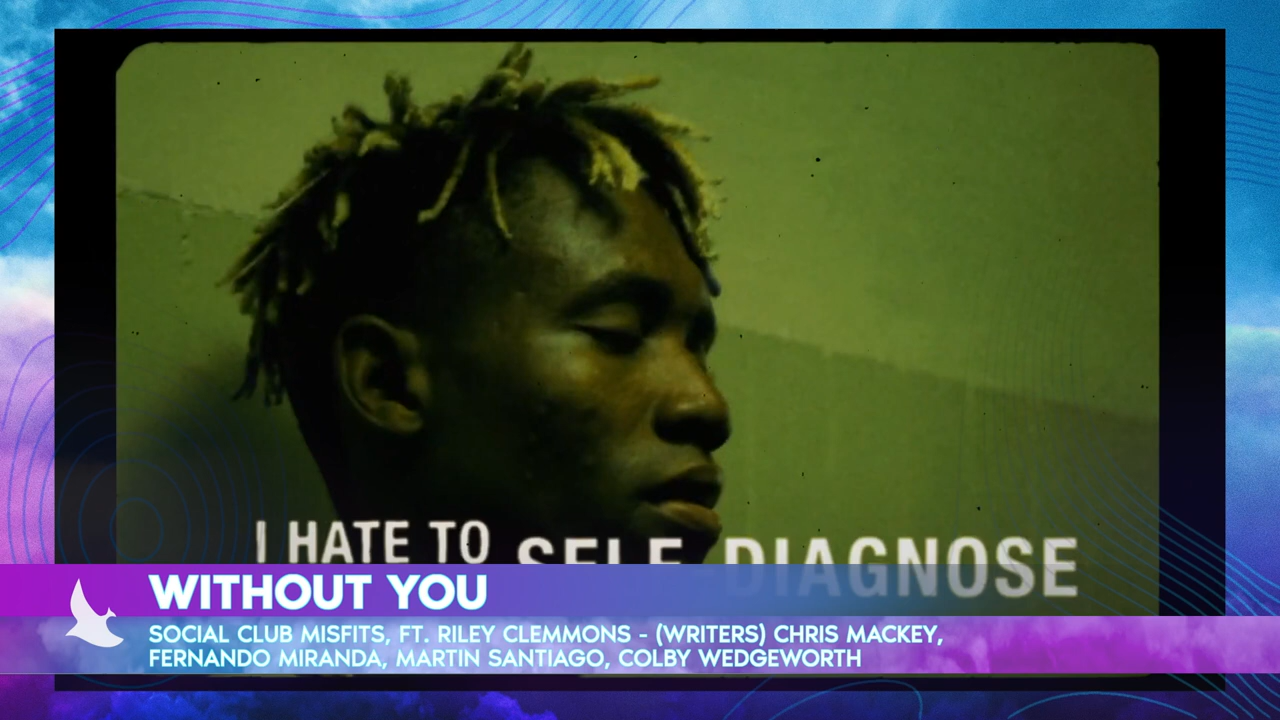 I HATE TO SELF DIAGNOSE
WITHOUT YOU
SOCIAL CLUB MISFITS, FT. RILEY CLEMMONS - (WRITERS) CHRIS MACKEY,
FERNANDO MIRANDA, MARTIN SANTIAGO, COLBY WEDGEWORTH